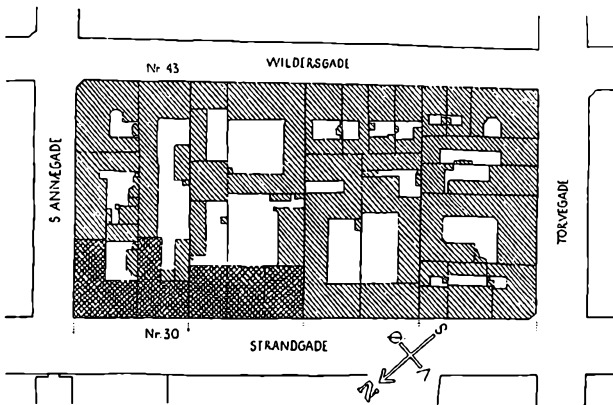 WILDERSGADE
Nr 43
S. ANNÆGADE
TORVEGADE
Nr. 30
STRANDGADE
Ø
S
N
V